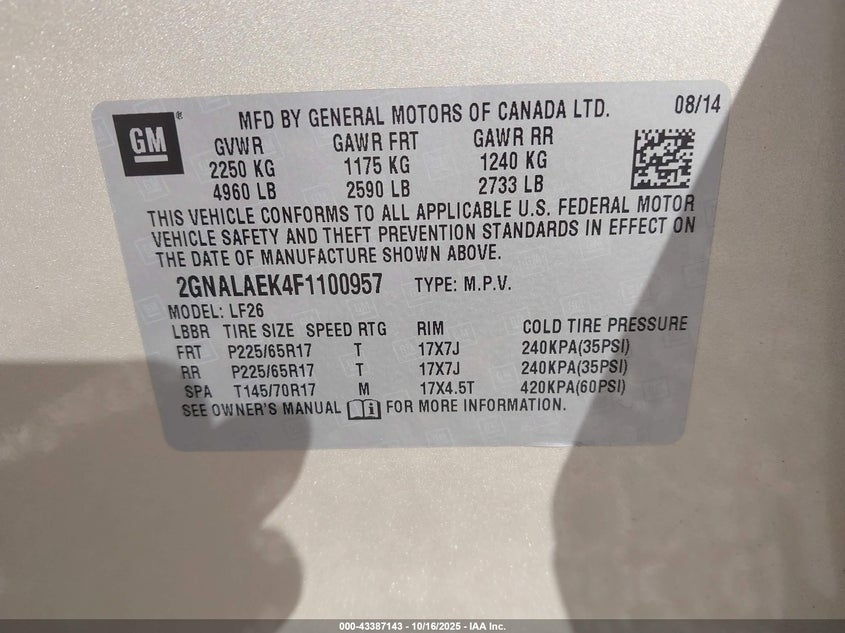 GM ®
MFD BY GENERAL MOTORS OF CANADA LTD. 08/14
GVWR GAWR FRT GAWR RR
2250 KG 1175 KG 1240 KG
4960 LB 2590 LB 2733 LB
THIS VEHICLE CONFORMS TO ALL APPLICABLE U.S. FEDERAL MOTOR
VEHICLE SAFETY AND THEFT PREVENTION STANDARDS IN EFFECT ON
THE DATE OF MANUFACTURE SHOWN ABOVE.
2GNALAEK4F1100957 TYPE: M.P.V.
MODEL: LF26
LBBR TIRE SIZE SPEED RTG RIM COLD TIRE PRESSURE
FRT P225/65R17 T 17X7J 240KPA(35PSI)
RR P225/65R17 T 17X7J 240KPA(35PSI)
SPA T145/70R17 M 17X4.5T 420KPA(60PSI)
SEE OWNER'S MANUAL FOR MORE INFORMATION.
000-43387143 - 10/16/2025 - IAA Inc.